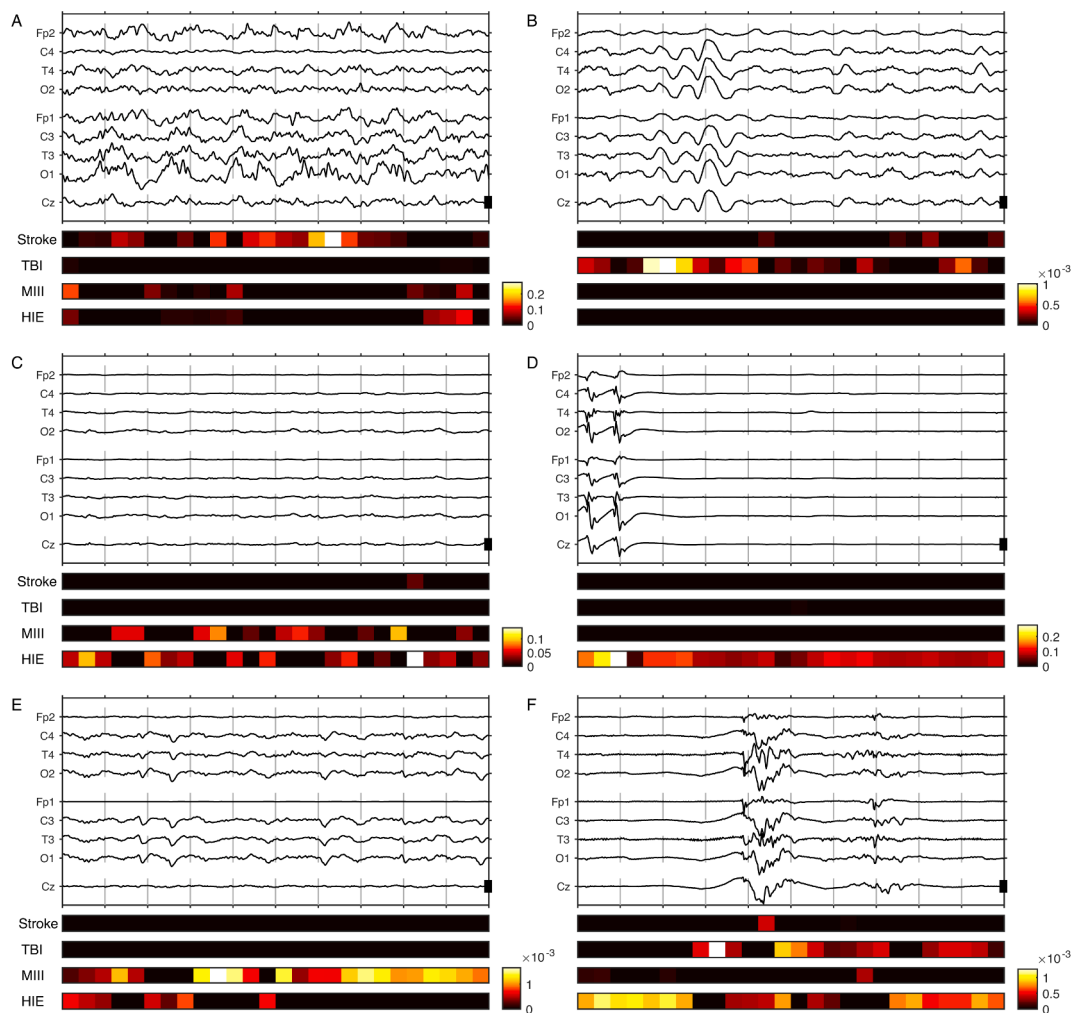 A
Fp2
C4
T4
O2
Fp1
C3
T3
O1
Cz
Stroke
TBI
MIII
HIE
0.2
0.1
0
B
Fp2
C4
T4
O2
Fp1
C3
T3
O1
Cz
×10⁻³
1
0.5
0
C
Fp2
C4
T4
O2
Fp1
C3
T3
O1
Cz
Stroke
TBI
MIII
HIE
0.1
0.05
0
D
Fp2
C4
T4
O2
Fp1
C3
T3
O1
Cz
0.2
0.1
0
E
Fp2
C4
T4
O2
Fp1
C3
T3
O1
Cz
Stroke
TBI
MIII
HIE
×10⁻³
1
0
F
Fp2
C4
T4
O2
Fp1
C3
T3
O1
Cz
×10⁻³
1
0.5
0